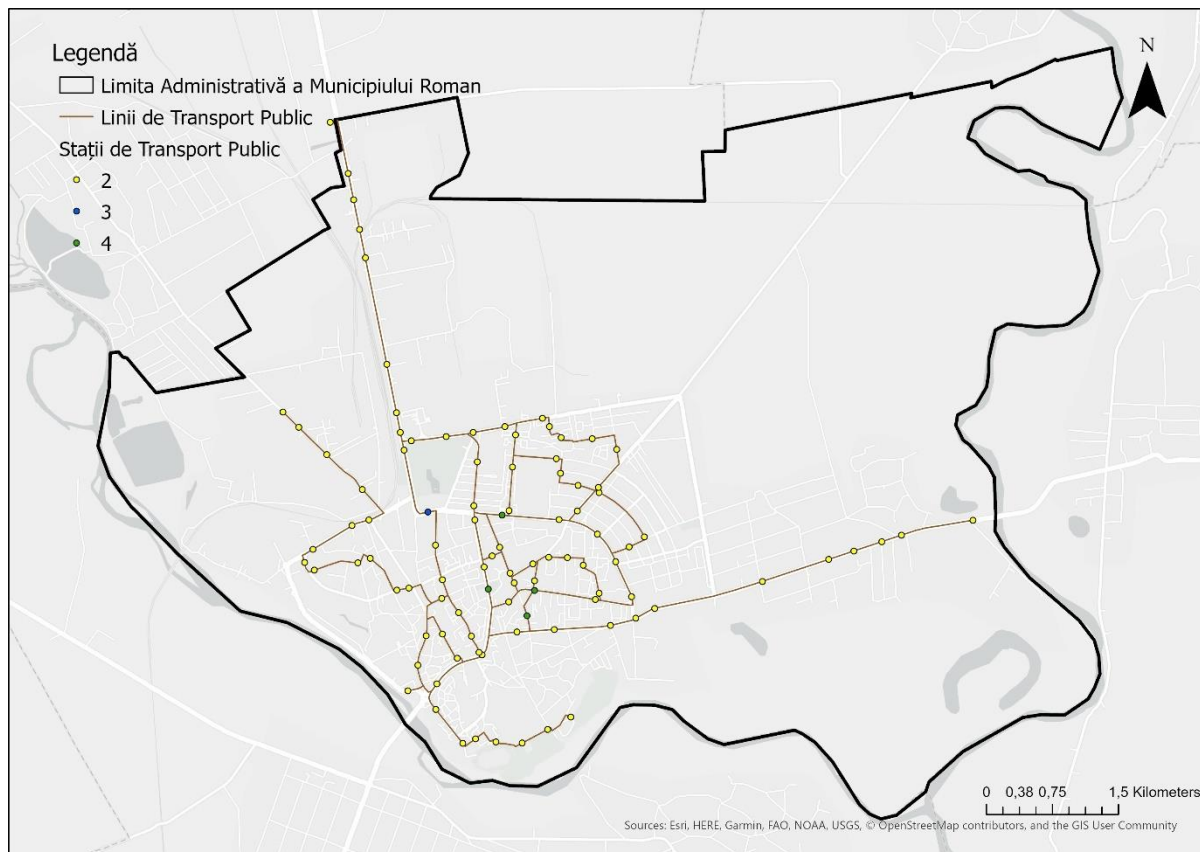 Legendă
Limita Administrativă a Municipiului Roman
Linii de Transport Public
Stații de Transport Public
2
3
4
N
0 0,38 0,75 1,5 Kilometers
Sources: Esri, HERE, Garmin, FAO, NOAA, USGS, © OpenStreetMap contributors, and the GIS User Community